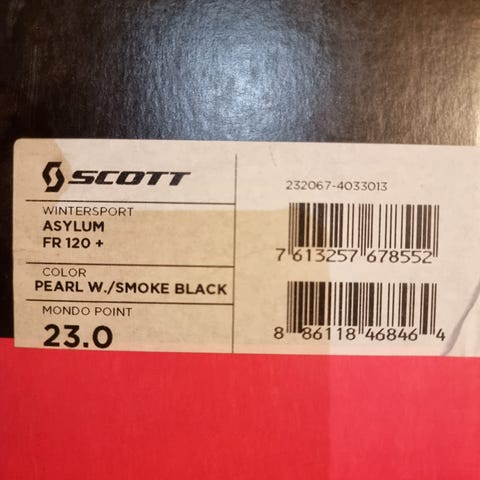 SCOTT
WINTERSPORT
ASYLUM
FR 120 +
COLOR
PEARL W./SMOKE BLACK
MONDO POINT
23.0
232067-4033013
7 613257 678552
8 86118 46846 4